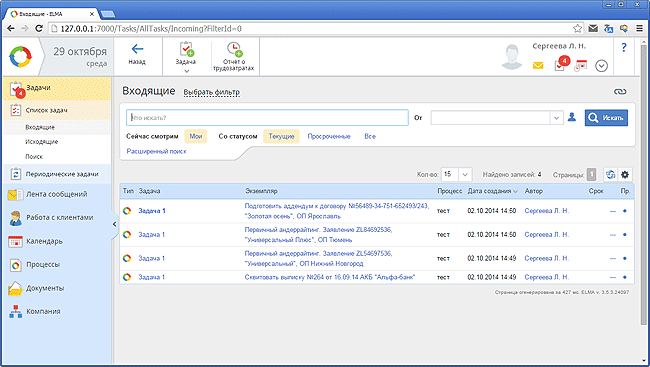 Входящие - ELMA
127.0.0.1:7000/Tasks/AllTasks/Incoming?FilterId=0
29 октября
среда
Назад
Задача
Отчет о
трудозатратах
Сергеева Л. Н.
4
?
4
Задачи
Список задач
Входящие
Исходящие
Поиск
Периодические задачи
Лента сообщений
Работа с клиентами
Календарь
Процессы
Документы
Компания
Входящие Выбрать фильтр
Что искать? От Искать
Сейчас смотрим Мои Со статусом Текущие Просроченные Все
Расширенный поиск
Кол-во: 15 Найдено записей: 4 Страницы: 1
Тип Задача Экземпляр Процесс Дата создания Автор Срок Пр.
Задача 1 Подготовить аддендум к договору №56489-34-751-652493/243, "Золотая осень", ОП Ярославль тест 02.10.2014 14:50 Сергеева Л. Н. —
Задача 1 Первичный андеррайтинг. Заявление ZL84692536, "Универсальный Плюс", ОП Тюмень тест 02.10.2014 14:50 Сергеева Л. Н. —
Задача 1 Первичный андеррайтинг. Заявление ZL54697536, "Универсальный", ОП Нижний Новгород тест 02.10.2014 14:49 Сергеева Л. Н. —
Задача 1 Сквитовать выписку №264 от 16.09.14 АКБ "Альфа-банк" тест 02.10.2014 14:49 Сергеева Л. Н. —
Страница сгенерирована за 427 мс. ELMA v. 3.5.3.24097